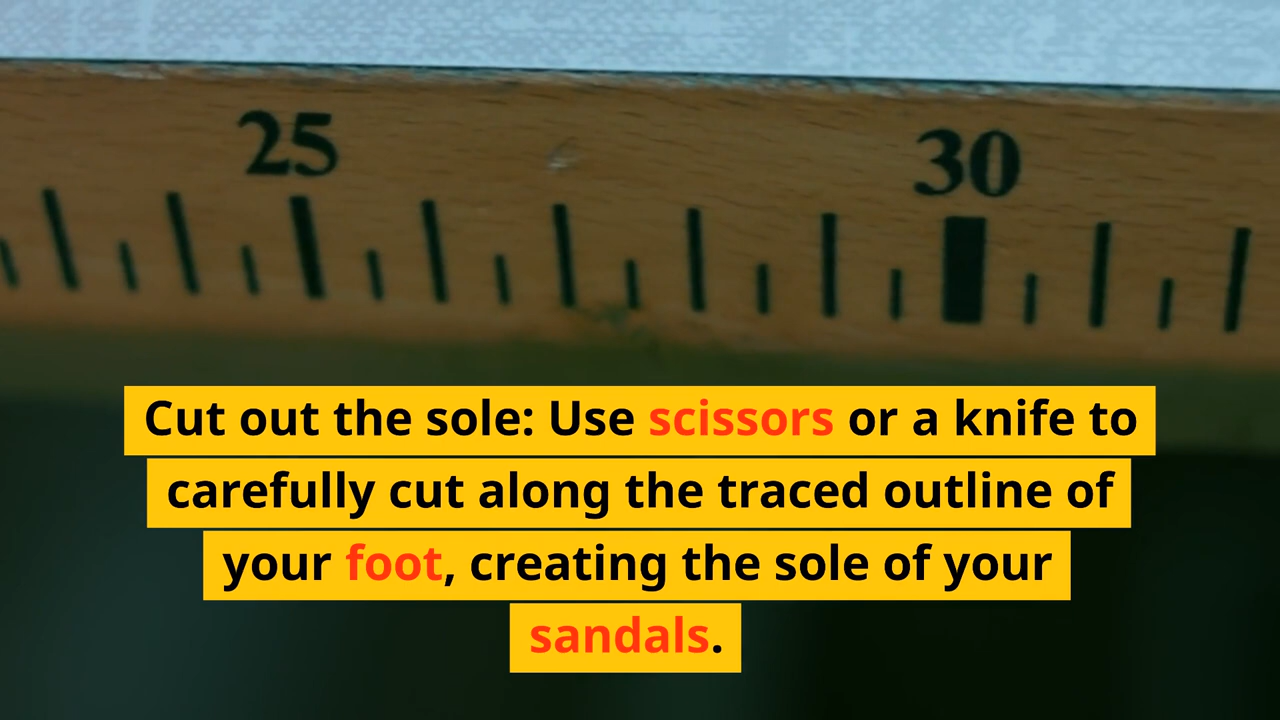 25 30
Cut out the sole: Use scissors or a knife to
carefully cut along the traced outline of
your foot, creating the sole of your
sandals.